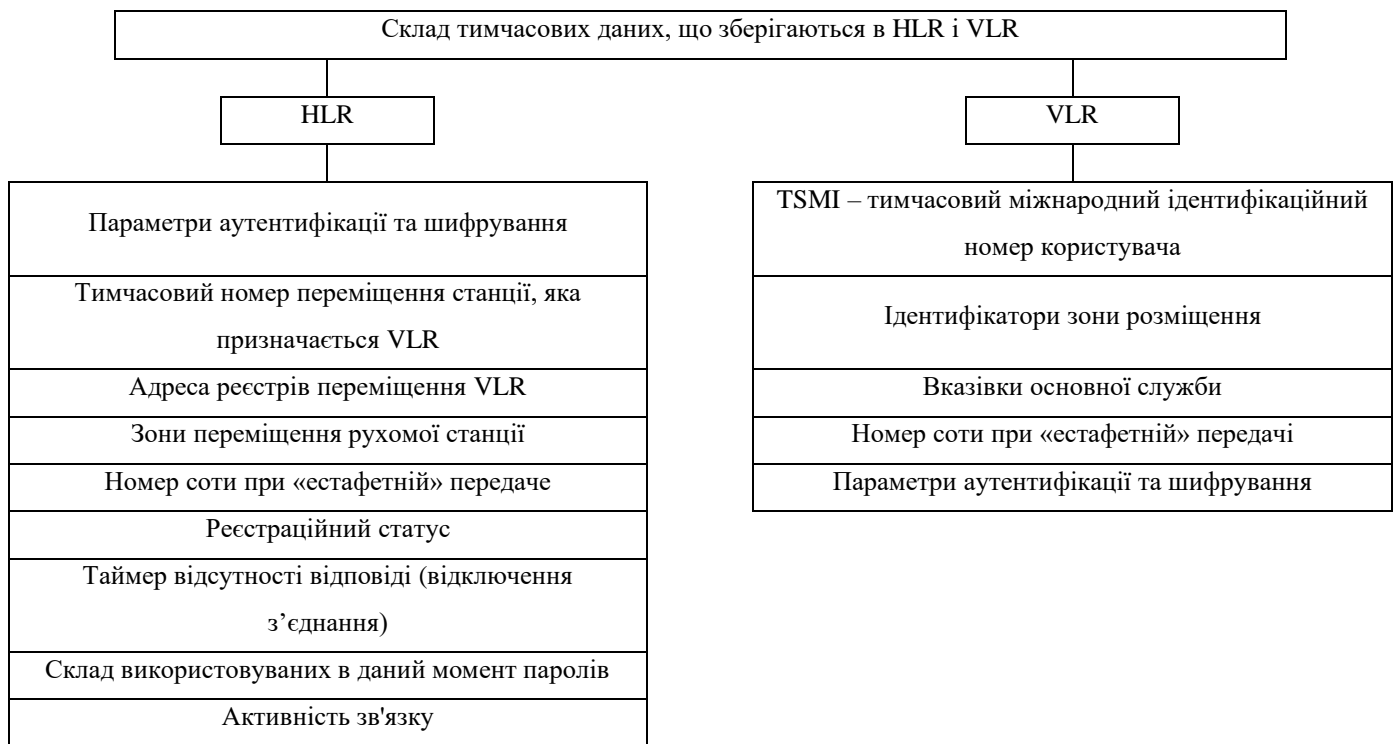 Склад тимчасових даних, що зберігаються в HLR і VLR
HLR
Параметри аутентифікації та шифрування
Тимчасовий номер переміщення станції, яка
призначається VLR
Адреса реєстрів переміщення VLR
Зони переміщення рухомої станції
Номер соти при «естафетній» передаче
Реєстраційний статус
Таймер відсутності відповіді (відключення
з’єднання)
Склад використовуваних в даний момент паролів
Активність зв'язку
VLR
TSMI – тимчасовий міжнародний ідентифікаційний
номер користувача
Ідентифікатори зони розміщення
Вказівки основної служби
Номер соти при «естафетній» передачі
Параметри аутентифікації та шифрування